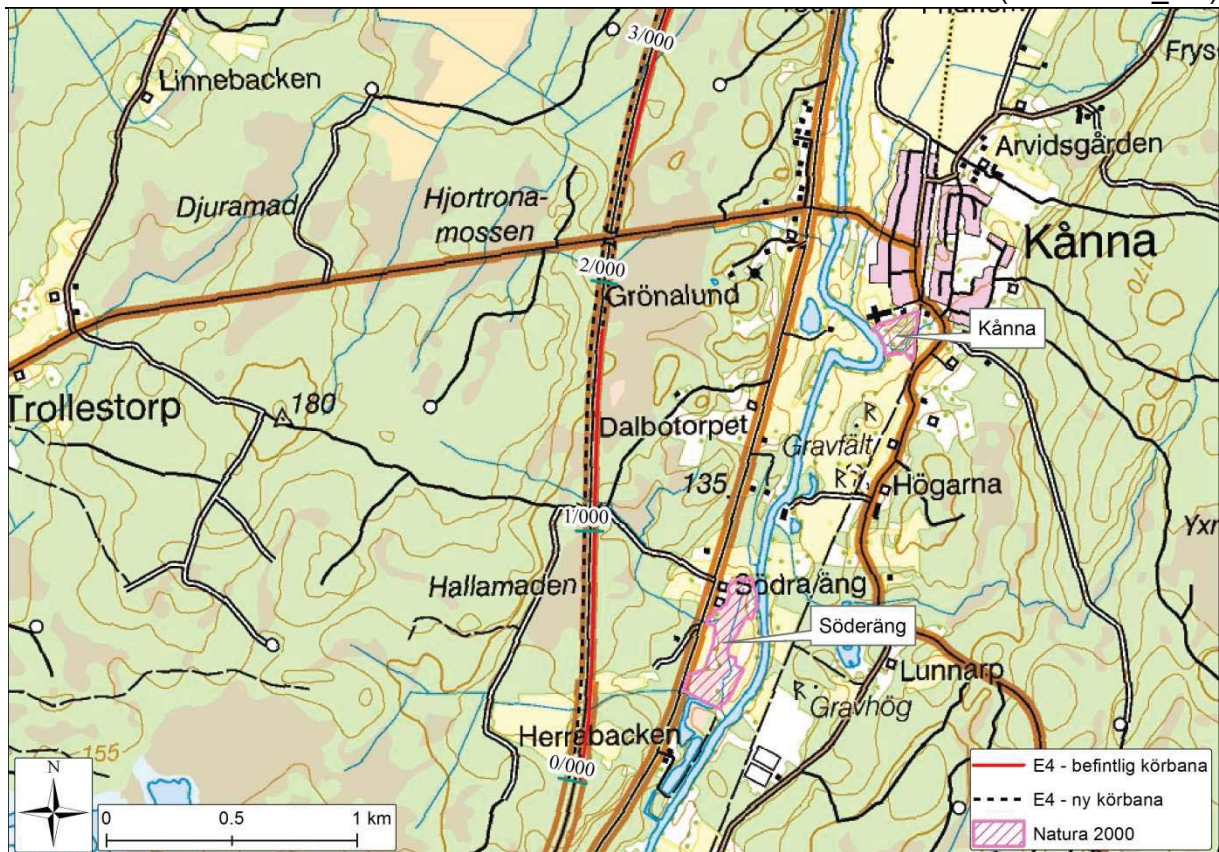 3/000
Linnebacken
Arvidsgården
Djuramad
Hjortrona-
mossen
Kånna
2/000
Grönalund
Kånna
Trollestorp
180
Dalbotorpet
Gravfält
R
135
R
Högarna
1/000
Hallamaden
Södra äng
Söderäng
Lunnarp
R
Gravhög
Herrabacken
155
0/000
N
0 0.5 1 km
E4 - befintlig körbana
E4 - ny körbana
Natura 2000
170